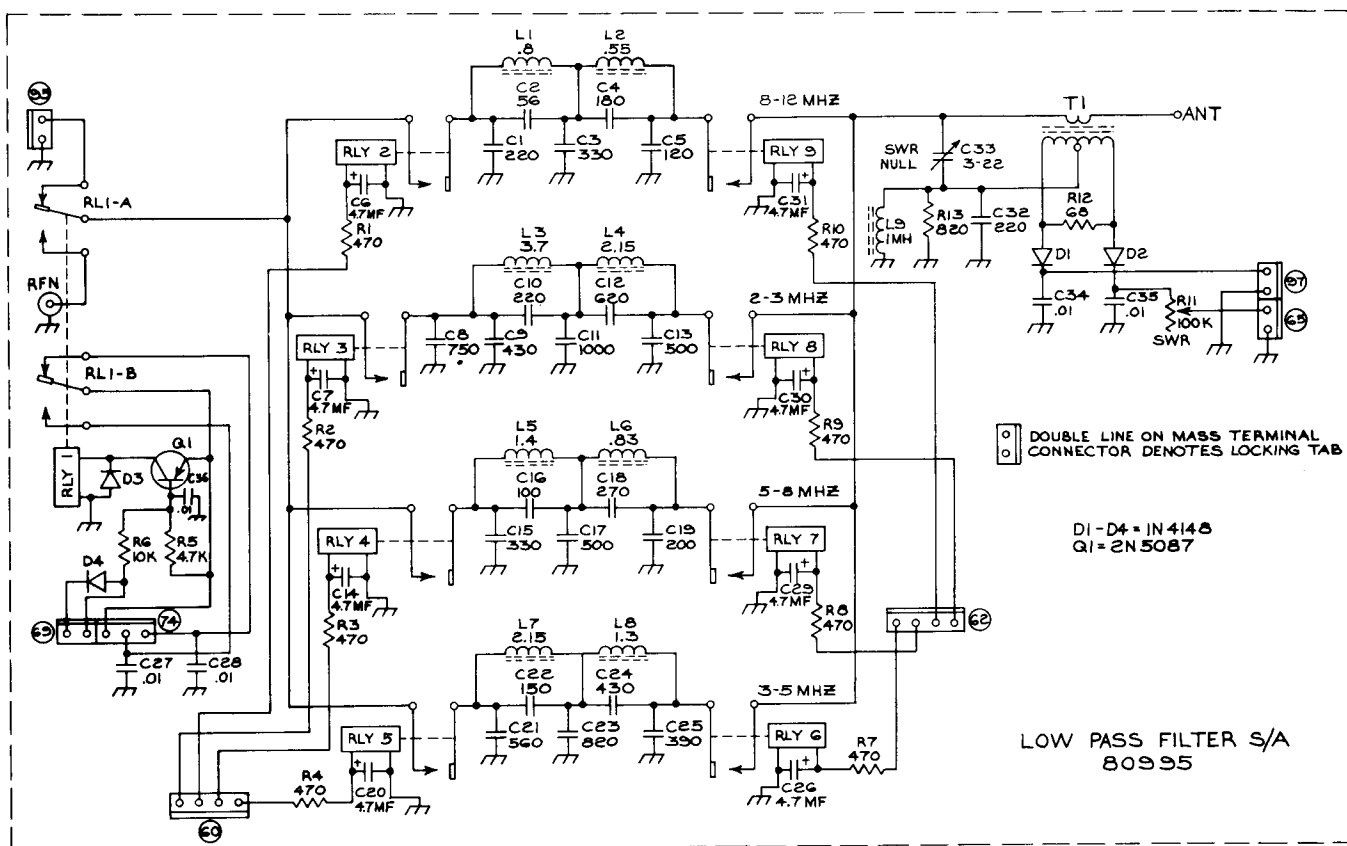 L1
.8
L2
.55
C2
56
C4
180
8-12 MHZ
T1
ANT
C1
220
C3
330
C5
120
RLY 2
RLY 9
SWR
NULL
C33
3-22
C6
4.7MF
C31
4.7MF
R1
470
R10
470
L9
1MH
R13
820
C32
220
R12
68
D1
D2
RL1-A
RFN
L3
3.7
L4
2.15
C10
220
C12
620
2-3 MHZ
C34
.01
C35
.01
R11
100K
SWR
97
65
C8
750
C9
430
C11
1000
C13
500
RLY 3
RLY 8
C7
4.7MF
C30
4.7MF
RL1-B
R2
470
R9
470
Q1
RLY 1
D3
C36
.01
L5
1.4
L6
.83
C16
100
C18
270
5-8 MHZ
DOUBLE LINE ON MASS TERMINAL
CONNECTOR DENOTES LOCKING TAB
C15
330
C17
500
C19
200
D1-D4=1N4148
Q1=2N5087
R6
10K
R5
4.7K
RLY 4
RLY 7
D4
C14
4.7MF
C29
4.7MF
69
74
R3
470
R8
470
62
C27
.01
C28
.01
L7
2.15
L8
1.3
C22
150
C24
430
3-5 MHZ
C21
560
C23
820
C25
390
RLY 5
RLY 6
R4
470
C20
4.7MF
C26
4.7MF
R7
470
60
LOW PASS FILTER S/A
80995